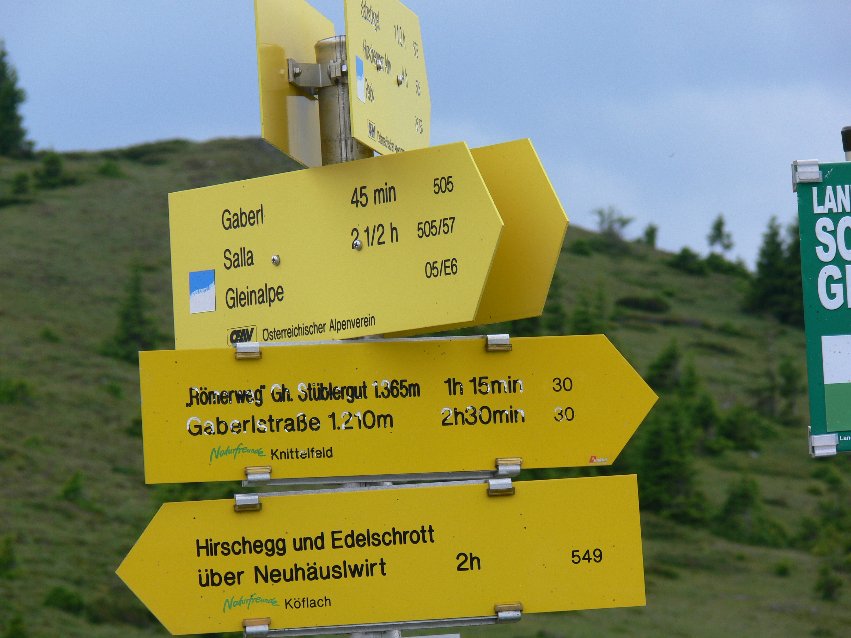 Gaberl 45 min 505
Salla 2 1/2 h 505/57
Gleinalpe 05/E6
Österreichischer Alpenverein
„Römerweg" Gh. Stüblergut 1.365m 1h 15min 30
Gaberlstraße 1.210m 2h30min 30
Naturfreunde Knittelfeld
Hirschegg und Edelschrott
über Neuhäuslwirt 2h 549
Naturfreunde Köflach
LAN